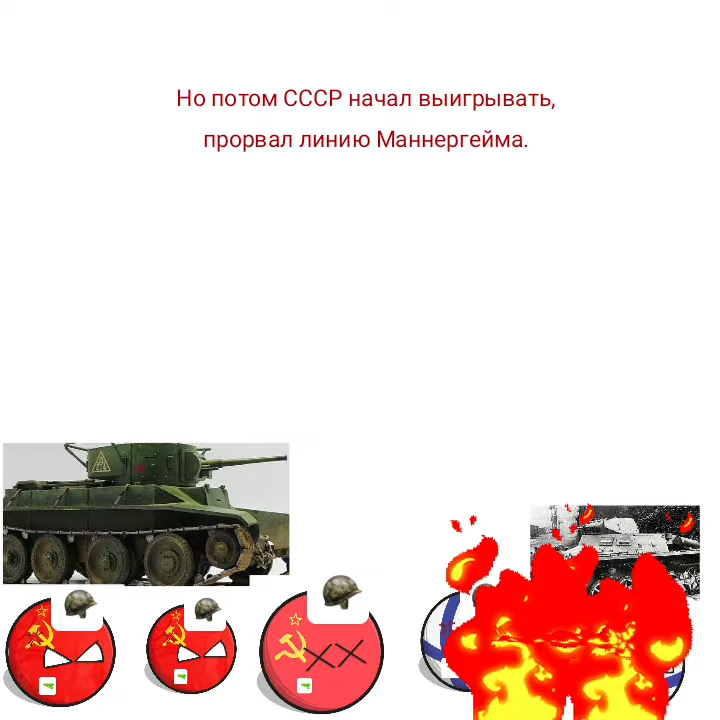 Но потом СССР начал выигрывать,
прорвал линию Маннергейма.